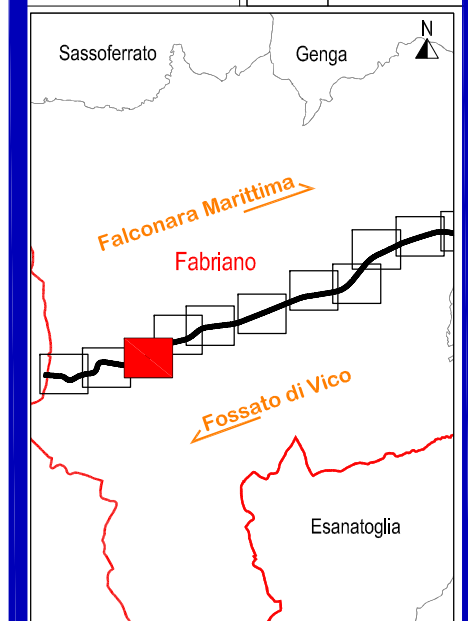 N
Sassoferrato
Genga
Falconara Marittima
Fabriano
Fossato di Vico
Esanatoglia